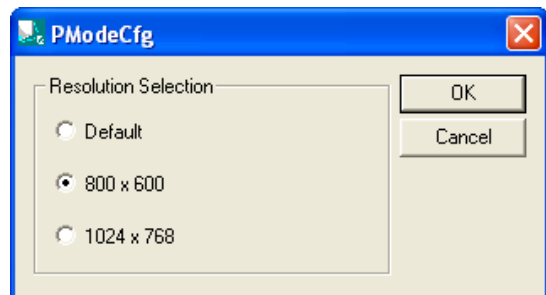 PModeCfg
Resolution Selection
OK
Default
Cancel
800 x 600
1024 x 768